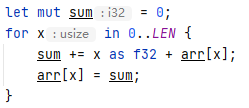 let mut sum : i32 = 0;
for x : usize in 0..LEN {
    sum += x as f32 + arr[x];
    arr[x] = sum;
}